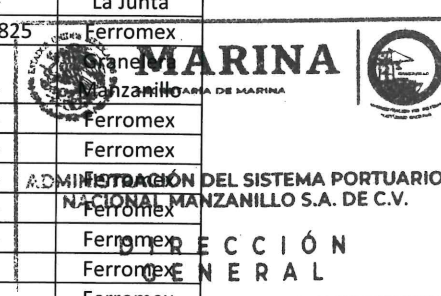 La Junta
825 Ferromex
Granelera
Manzanillo
MARINA
SECRETARÍA DE MARINA
Ferromex
Ferromex
Ferromex
ADMINISTRACIÓN DEL SISTEMA PORTUARIO
NACIONAL MANZANILLO S.A. DE C.V.
Ferromex
Ferromex
DIRECCIÓN
Ferromex
GENERAL
Ferromex